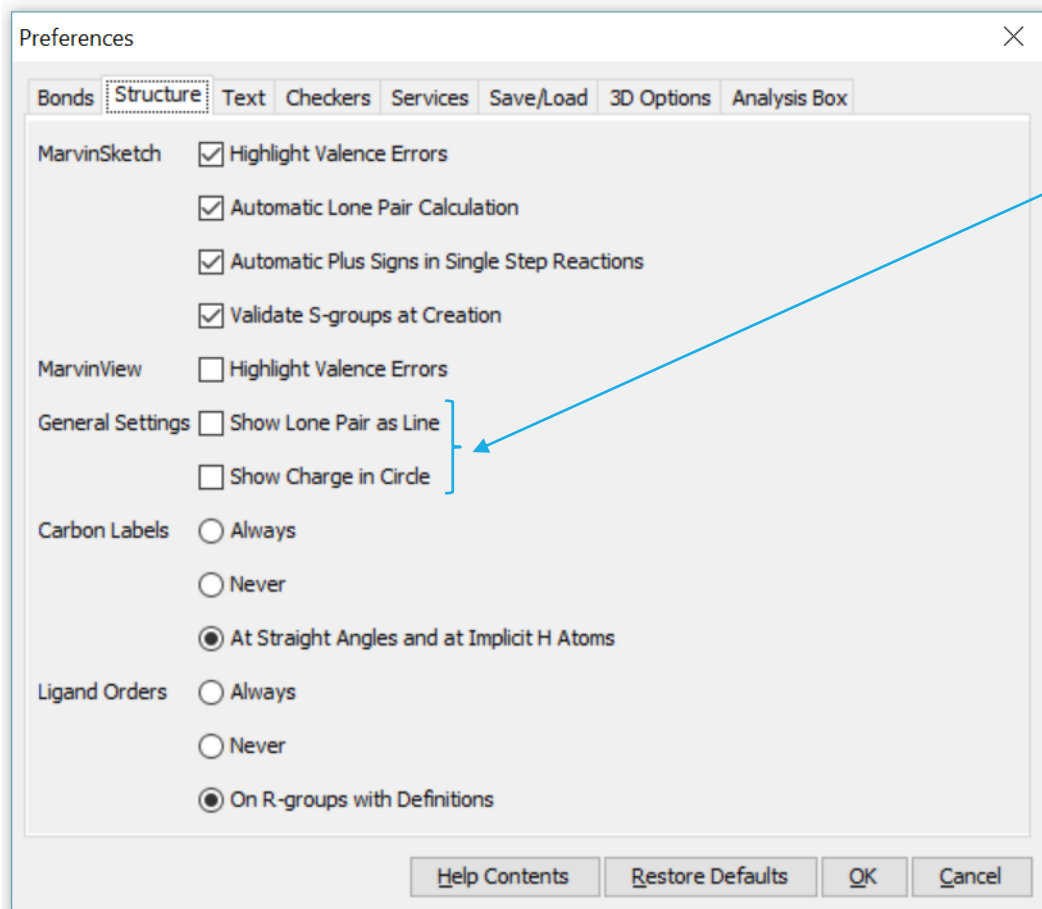 Preferences
Bonds Structure Text Checkers Services Save/Load 3D Options Analysis Box
MarvinSketch Highlight Valence Errors
Automatic Lone Pair Calculation
Automatic Plus Signs in Single Step Reactions
Validate S-groups at Creation
MarvinView Highlight Valence Errors
General Settings Show Lone Pair as Line
Show Charge in Circle
Carbon Labels Always
Never
At Straight Angles and at Implicit H Atoms
Ligand Orders Always
Never
On R-groups with Definitions
Help Contents Restore Defaults OK Cancel